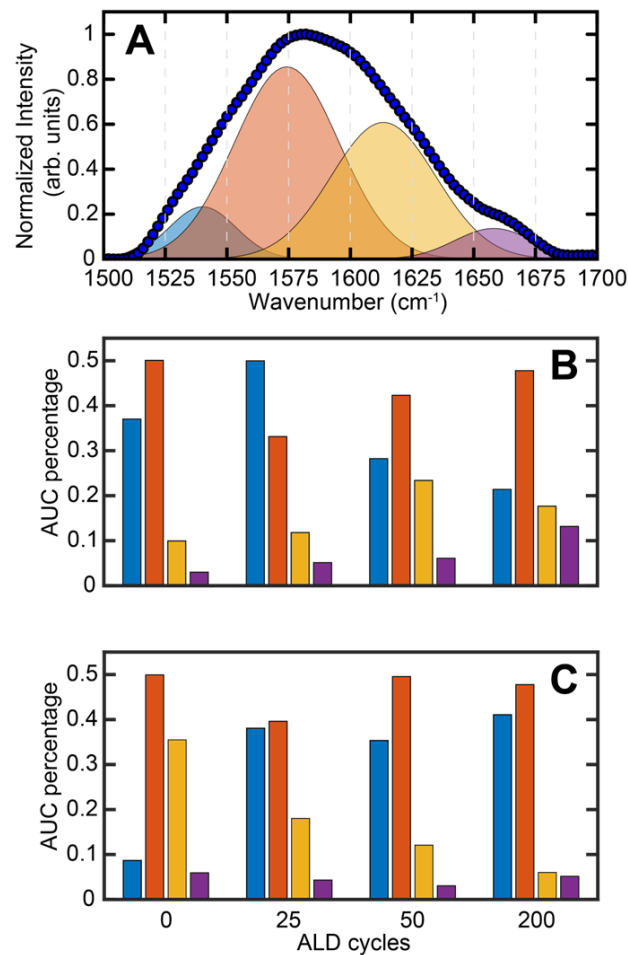 A
Normalized Intensity
(arb. units)
1
0.8
0.6
0.4
0.2
0
1500 1525 1550 1575 1600 1625 1650 1675 1700
Wavenumber (cm⁻¹)
B
AUC percentage
0.5
0.4
0.3
0.2
0.1
0
C
AUC percentage
0.5
0.4
0.3
0.2
0.1
0
0 25 50 200
ALD cycles